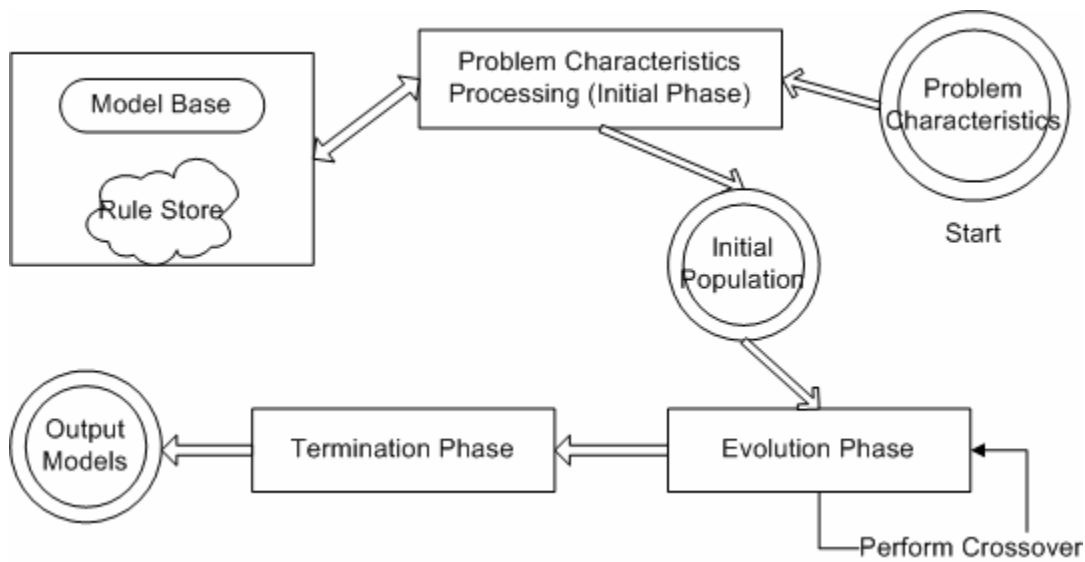 Model Base
Rule Store
Problem Characteristics
Processing (Initial Phase)
Problem
Characteristics
Start
Initial
Population
Output
Models
Termination Phase
Evolution Phase
Perform Crossover